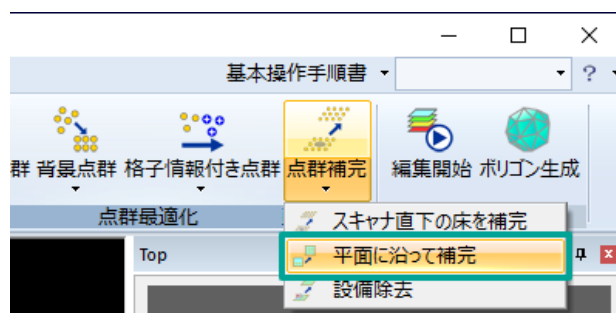 基本操作手順書
?
群 背景点群 格子情報付き点群 点群補完 編集開始 ポリゴン生成
点群最適化
スキャナ直下の床を補完
Top
平面に沿って補完
設備除去